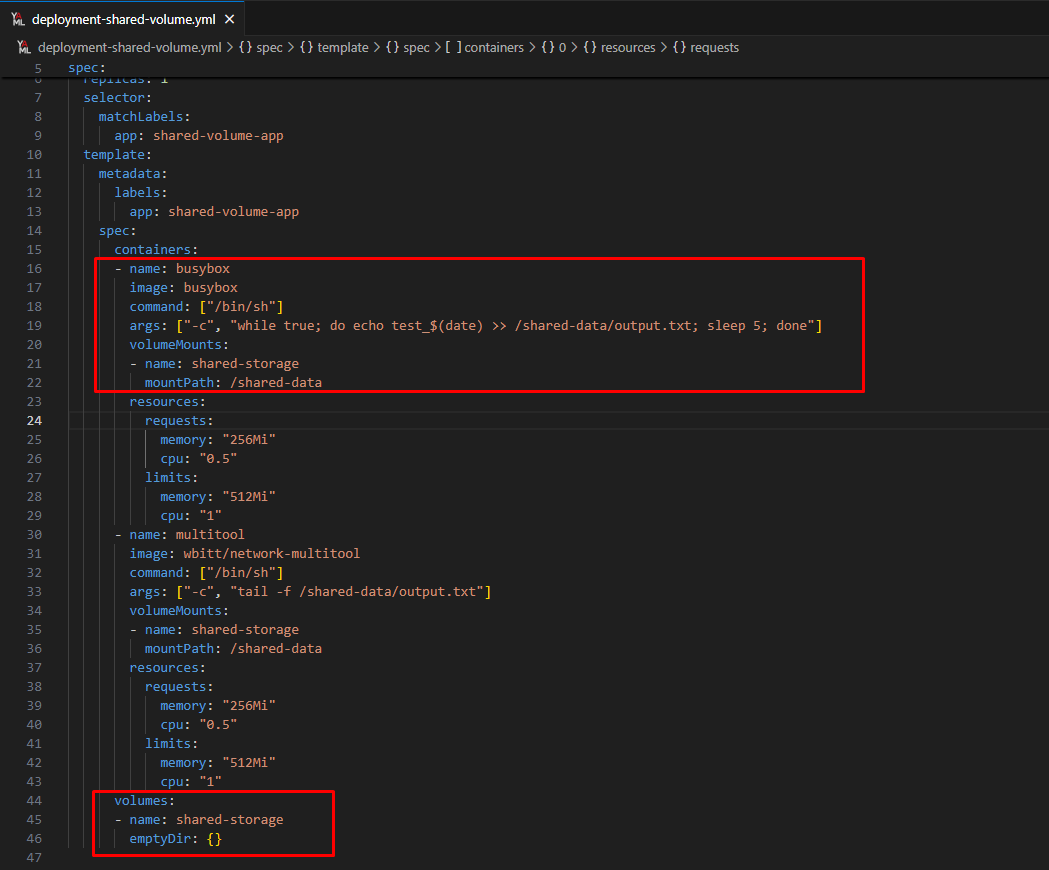 deployment-shared-volume.yml ×
deployment-shared-volume.yml > {} spec > {} template > {} spec > [ ] containers > {} 0 > {} resources > {} requests
5 spec:
6   replicas: 1
7   selector:
8     matchLabels:
9       app: shared-volume-app
10   template:
11     metadata:
12       labels:
13         app: shared-volume-app
14     spec:
15       containers:
16       - name: busybox
17         image: busybox
18         command: ["/bin/sh"]
19         args: ["-c", "while true; do echo test_$(date) >> /shared-data/output.txt; sleep 5; done"]
20         volumeMounts:
21         - name: shared-storage
22           mountPath: /shared-data
23         resources:
24           requests:
25             memory: "256Mi"
26             cpu: "0.5"
27           limits:
28             memory: "512Mi"
29             cpu: "1"
30       - name: multitool
31         image: wbitt/network-multitool
32         command: ["/bin/sh"]
33         args: ["-c", "tail -f /shared-data/output.txt"]
34         volumeMounts:
35         - name: shared-storage
36           mountPath: /shared-data
37         resources:
38           requests:
39             memory: "256Mi"
40             cpu: "0.5"
41           limits:
42             memory: "512Mi"
43             cpu: "1"
44       volumes:
45       - name: shared-storage
46         emptyDir: {}
47